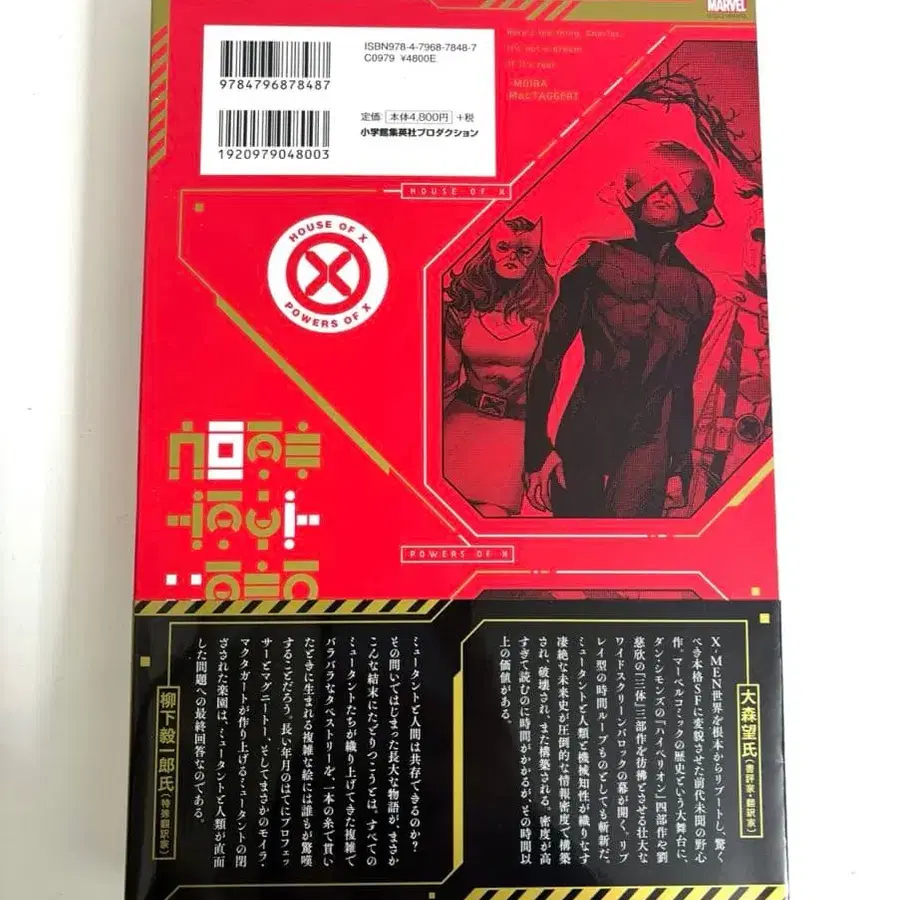 MARVEL
ISBN978-4-7968-7848-7
C0979 ¥4800E
9784796878487
定価: 本体4,800円 +税
小学館集英社プロダクション
1920979048003
it's not a dream
if it's real
-MOIRA
MacTAGGERT
HOUSE OF X
HOUSE OF X
X
POWERS OF X
POWERS OF X
大森望氏(書評家・翻訳家)
X-MEN世界を根本からリブートし、驚く
べき本格SFに変貌させた前代未聞の野心
作。マーベルコミックの歴史という大舞台に、
ダン・シモンズの『ハイペリオン』四部作や劉
慈欣の『三体』三部作を彷彿とさせる壮大な
ワイドスクリーンバロックの幕が開く。リプ
レイ型の時間ループものとしても斬新だ。
ミュータントと人類と機械知性が織りなす
凄絶な未来史が圧倒的な情報密度で構築
され、破壊され、また構築される。密度が高
すぎて読むのに時間がかかるが、その時間以
上の価値がある。
ミュータントと人間は共存できるのか?
その問いではじまった長大な物語が、まさか
こんな結末にたどりつこうとは。すべての
ミュータントたちが織り上げてきた複雑で
バラバラなタペストリーを、一本の糸で貫い
たときに生まれる複雑な絵には誰もが驚嘆
することだろう。長い年月のはてにプロフェッ
サーとマグニートー、そしてまさかのモイラ・
マクタガートが作り上げるミュータントの閉
ざされた楽園は、ミュータントと人類が直面
した問題への最終回答なのである。
柳下毅一郎氏(特殊翻訳家)